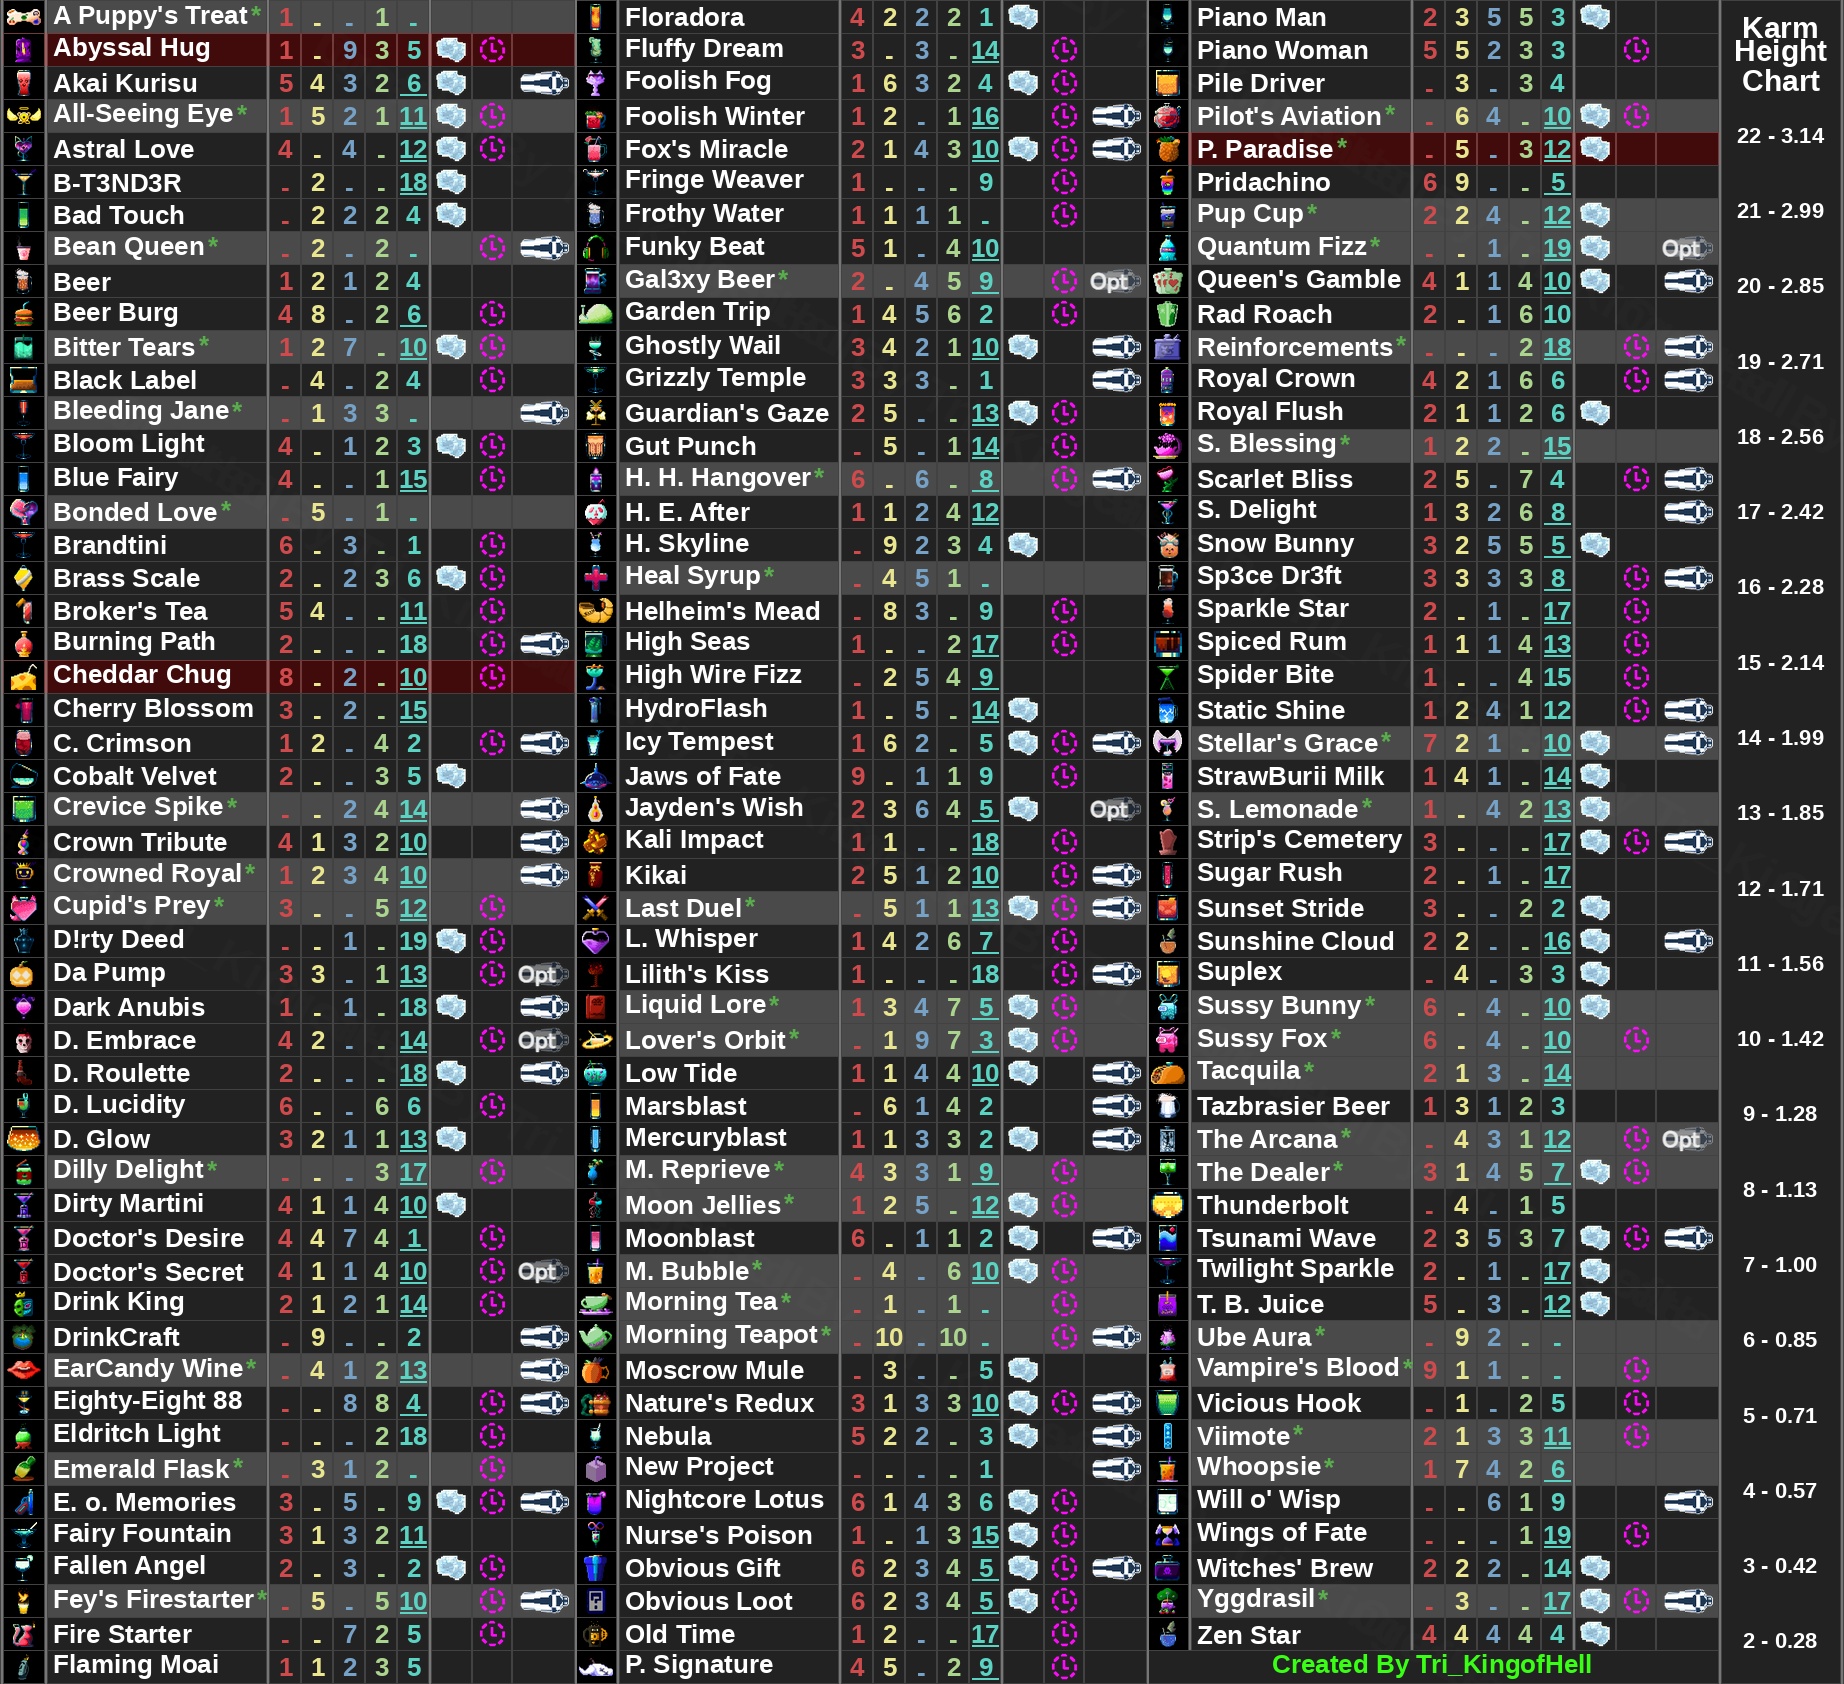 A Puppy's Treat* 1 - - 1 -
Abyssal Hug 1 - 9 3 5
Akai Kurisu 5 4 3 2 6
All-Seeing Eye* 1 5 2 1 11
Astral Love 4 - 4 - 12
B-T3ND3R - 2 - - 18
Bad Touch - 2 2 2 4
Bean Queen* - 2 - 2 -
Beer 1 2 1 2 4
Beer Burg 4 8 - 2 6
Bitter Tears* 1 2 7 - 10
Black Label - 4 - 2 4
Bleeding Jane* - 1 3 3 -
Bloom Light 4 - 1 2 3
Blue Fairy 4 - - 1 15
Bonded Love* - 5 - 1 -
Brandtini 6 - 3 - 1
Brass Scale 2 - 2 3 6
Broker's Tea 5 4 - - 11
Burning Path 2 - - - 18
Cheddar Chug 8 - 2 - 10
Cherry Blossom 3 - 2 - 15
C. Crimson 1 2 - 4 2
Cobalt Velvet 2 - - 3 5
Crevice Spike* - - 2 4 14
Crown Tribute 4 1 3 2 10
Crowned Royal* 1 2 3 4 10
Cupid's Prey* 3 - - 5 12
D!rty Deed - - 1 - 19
Da Pump 3 3 - 1 13 Opt
Dark Anubis 1 - 1 - 18
D. Embrace 4 2 - - 14 Opt
D. Roulette 2 - - - 18
D. Lucidity 6 - - 6 6
D. Glow 3 2 1 1 13
Dilly Delight* - - - 3 17
Dirty Martini 4 1 1 4 10
Doctor's Desire 4 4 7 4 1
Doctor's Secret 4 1 1 4 10 Opt
Drink King 2 1 2 1 14
DrinkCraft - 9 - - 2
EarCandy Wine* - 4 1 2 13
Eighty-Eight 88 - - 8 8 4
Eldritch Light - - - 2 18
Emerald Flask* - 3 1 2 -
E. o. Memories 3 - 5 - 9
Fairy Fountain 3 1 3 2 11
Fallen Angel 2 - 3 - 2
Fey's Firestarter* - 5 - 5 10
Fire Starter - - 7 2 5
Flaming Moai 1 1 2 3 5
Floradora 4 2 2 2 1
Fluffy Dream 3 - 3 - 14
Foolish Fog 1 6 3 2 4
Foolish Winter 1 2 - 1 16
Fox's Miracle 2 1 4 3 10
Fringe Weaver 1 - - - 9
Frothy Water 1 1 1 1 -
Funky Beat 5 1 - 4 10
Gal3xy Beer* 2 - 4 5 9 Opt
Garden Trip 1 4 5 6 2
Ghostly Wail 3 4 2 1 10
Grizzly Temple 3 3 3 - 1
Guardian's Gaze 2 5 - - 13
Gut Punch - 5 - 1 14
H. H. Hangover* 6 - 6 - 8
H. E. After 1 1 2 4 12
H. Skyline - 9 2 3 4
Heal Syrup* - 4 5 1 -
Helheim's Mead - 8 3 - 9
High Seas 1 - - 2 17
High Wire Fizz - 2 5 4 9
HydroFlash 1 - 5 - 14
Icy Tempest 1 6 2 - 5
Jaws of Fate 9 - 1 1 9
Jayden's Wish 2 3 6 4 5 Opt
Kali Impact 1 1 - - 18
Kikai 2 5 1 2 10
Last Duel* - 5 1 1 13
L. Whisper 1 4 2 6 7
Lilith's Kiss 1 - - - 18
Liquid Lore* 1 3 4 7 5
Lover's Orbit* - 1 9 7 3
Low Tide 1 1 4 4 10
Marsblast - 6 1 4 2
Mercuryblast 1 1 3 3 2
M. Reprieve* 4 3 3 1 9
Moon Jellies* 1 2 5 - 12
Moonblast 6 - 1 1 2
M. Bubble* - 4 - 6 10
Morning Tea* - 1 - 1 -
Morning Teapot* - 10 - 10 -
Moscrow Mule - 3 - - 5
Nature's Redux 3 1 3 3 10
Nebula 5 2 2 - 3
New Project - - - - 1
Nightcore Lotus 6 1 4 3 6
Nurse's Poison 1 - 1 3 15
Obvious Gift 6 2 3 4 5
Obvious Loot 6 2 3 4 5
Old Time 1 2 - - 17
P. Signature 4 5 - 2 9
Piano Man 2 3 5 5 3
Piano Woman 5 5 2 3 3
Pile Driver - 3 - 3 4
Pilot's Aviation* - 6 4 - 10
P. Paradise* - 5 - 3 12
Pridachino 6 9 - - 5
Pup Cup* 2 2 4 - 12
Quantum Fizz* - - 1 - 19 Opt
Queen's Gamble 4 1 1 4 10
Rad Roach 2 - 1 6 10
Reinforcements* - - - 2 18
Royal Crown 4 2 1 6 6
Royal Flush 2 1 1 2 6
S. Blessing* 1 2 2 - 15
Scarlet Bliss 2 5 - 7 4
S. Delight 1 3 2 6 8
Snow Bunny 3 2 5 5 5
Sp3ce Dr3ft 3 3 3 3 8
Sparkle Star 2 - 1 - 17
Spiced Rum 1 1 1 4 13
Spider Bite 1 - - 4 15
Static Shine 1 2 4 1 12
Stellar's Grace* 7 2 1 - 10
StrawBurii Milk 1 4 1 - 14
S. Lemonade* 1 - 4 2 13
Strip's Cemetery 3 - - - 17
Sugar Rush 2 - 1 - 17
Sunset Stride 3 - - 2 2
Sunshine Cloud 2 2 - - 16
Suplex - 4 - 3 3
Sussy Bunny* 6 - 4 - 10
Sussy Fox* 6 - 4 - 10
Tacquila* 2 1 3 - 14
Tazbrasier Beer 1 3 1 2 3
The Arcana* - 4 3 1 12 Opt
The Dealer* 3 1 4 5 7
Thunderbolt - 4 - 1 5
Tsunami Wave 2 3 5 3 7
Twilight Sparkle 2 - 1 - 17
T. B. Juice 5 - 3 - 12
Ube Aura* - 9 2 - -
Vampire's Blood* 9 1 1 - -
Vicious Hook - 1 - 2 5
Viimote* 2 1 3 3 11
Whoopsie* 1 7 4 2 6
Will o' Wisp - - 6 1 9
Wings of Fate - - - 1 19
Witches' Brew 2 2 2 - 14
Yggdrasil* - 3 - - 17
Zen Star 4 4 4 4 4
Created By Tri_KingofHell
Karm
Height
Chart
22 - 3.14
21 - 2.99
20 - 2.85
19 - 2.71
18 - 2.56
17 - 2.42
16 - 2.28
15 - 2.14
14 - 1.99
13 - 1.85
12 - 1.71
11 - 1.56
10 - 1.42
9 - 1.28
8 - 1.13
7 - 1.00
6 - 0.85
5 - 0.71
4 - 0.57
3 - 0.42
2 - 0.28